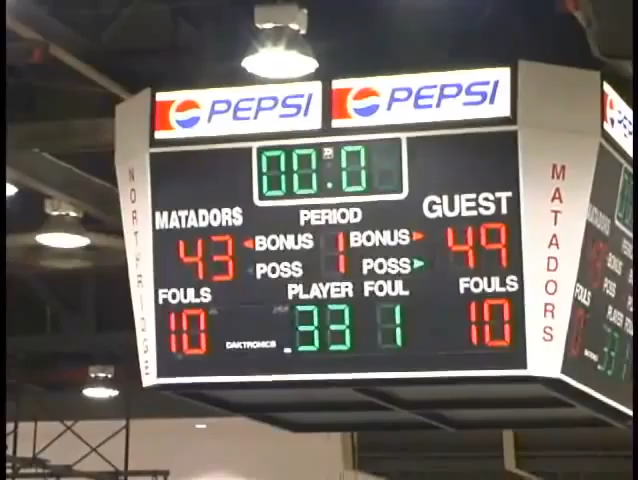 PEPSI PEPSI
00:0
MATADORS PERIOD GUEST
43 BONUS 1 BONUS 49
POSS POSS
FOULS PLAYER FOUL FOULS
10 DAKTRONICS 33 1 10
NORTHRIDGE
MATADORS